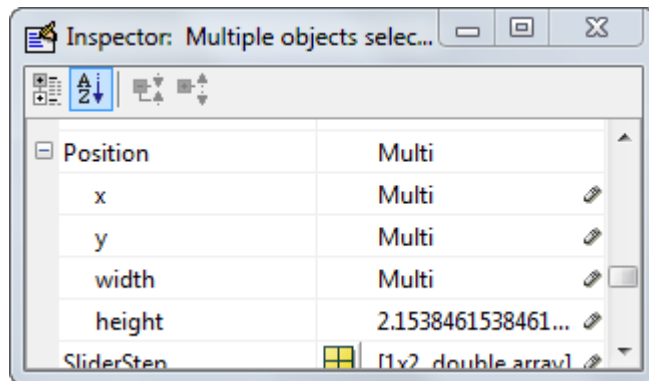 Inspector: Multiple objects selec...
Position Multi
x Multi
y Multi
width Multi
height 2.1538461538461...
SliderStep [1x2 double array]